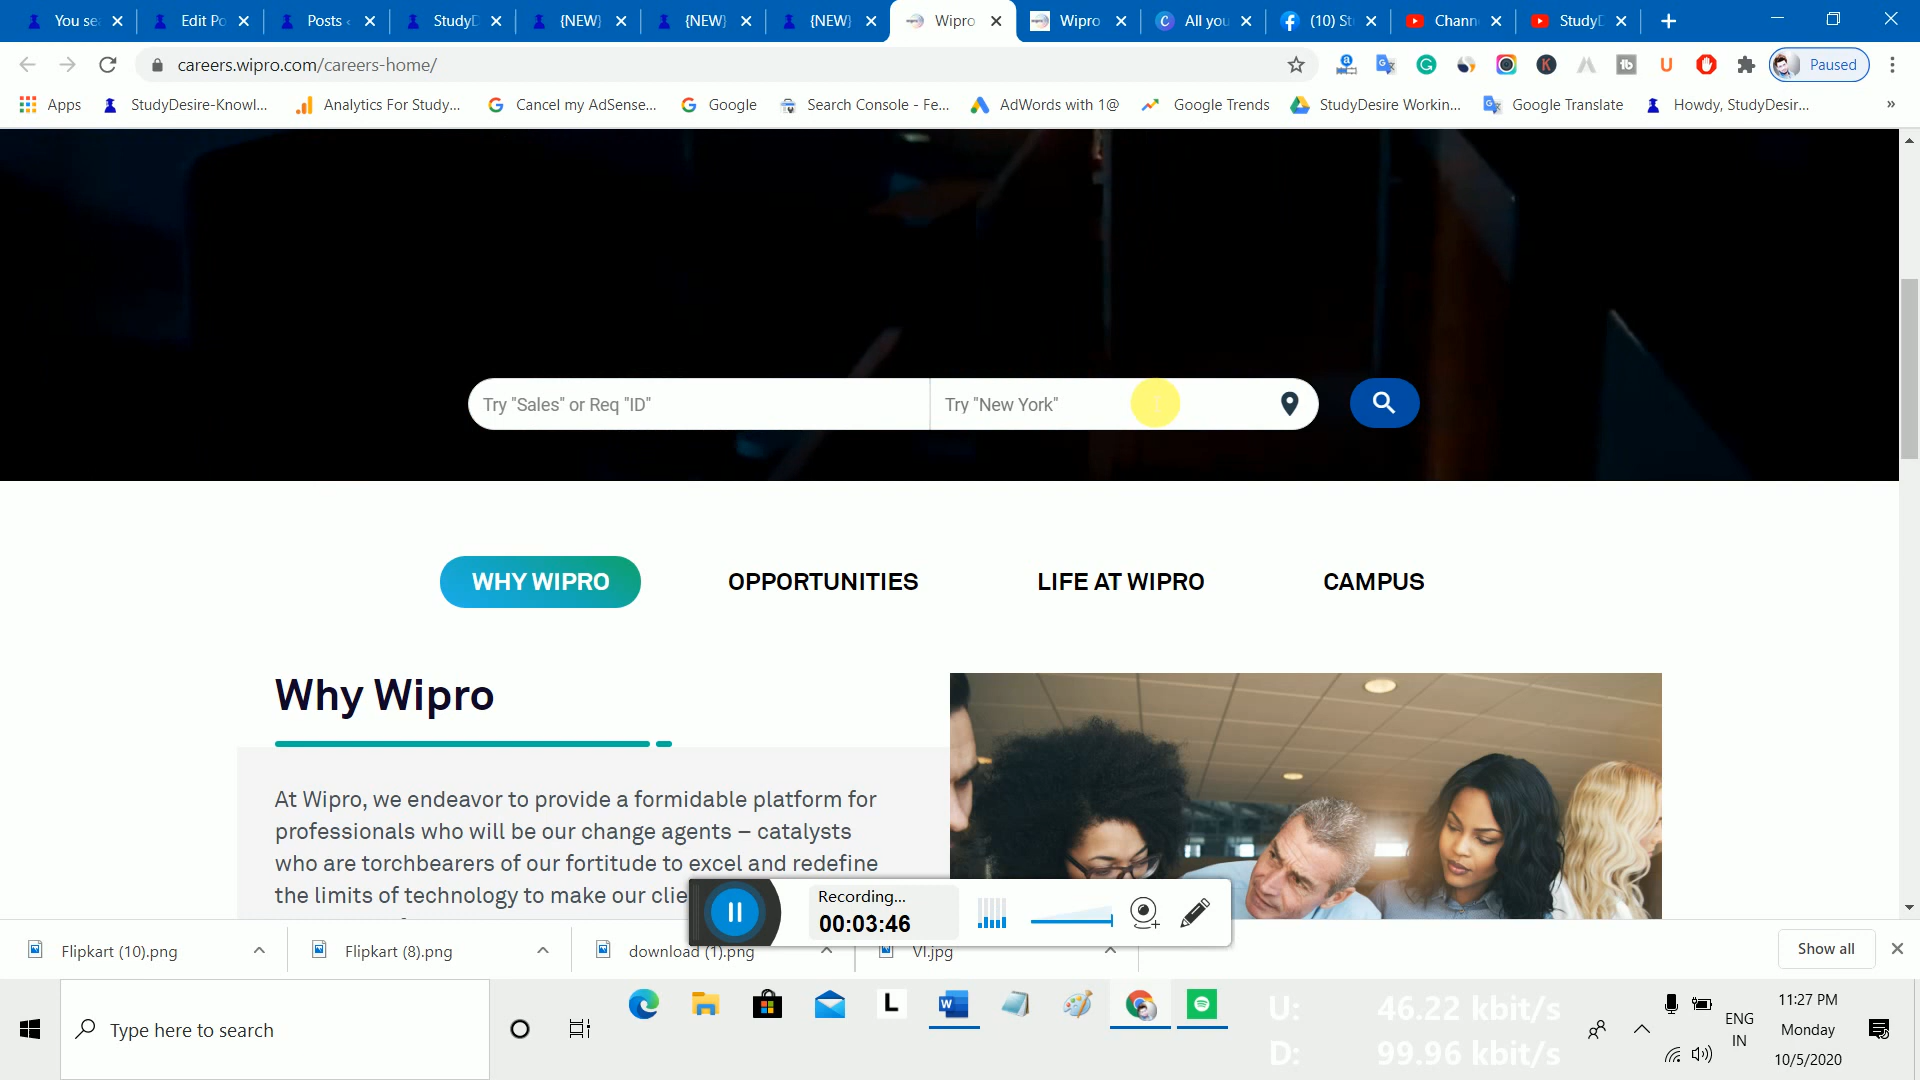 You se
Edit Po
Posts
StudyD
{NEW}
{NEW}
{NEW}
Wipro
Wipro
All you
(10) St
Chann
StudyD
careers.wipro.com/careers-home/
Paused
Apps
StudyDesire-Knowl...
Analytics For Study...
Cancel my AdSense...
Google
Search Console - Fe...
AdWords with 1@
Google Trends
StudyDesire Workin...
Google Translate
Howdy, StudyDesir...
»
Try "Sales" or Req "ID"
Try "New York"
WHY WIPRO
OPPORTUNITIES
LIFE AT WIPRO
CAMPUS
Why Wipro
At Wipro, we endeavor to provide a formidable platform for
professionals who will be our change agents – catalysts
who are torchbearers of our fortitude to excel and redefine
the limits of technology to make our clie
Recording...
00:03:46
Flipkart (10).png
Flipkart (8).png
download (1).png
VI.jpg
Show all
Type here to search
L
U: 46.22 kbit/s
D: 99.96 kbit/s
ENG
IN
11:27 PM
Monday
10/5/2020